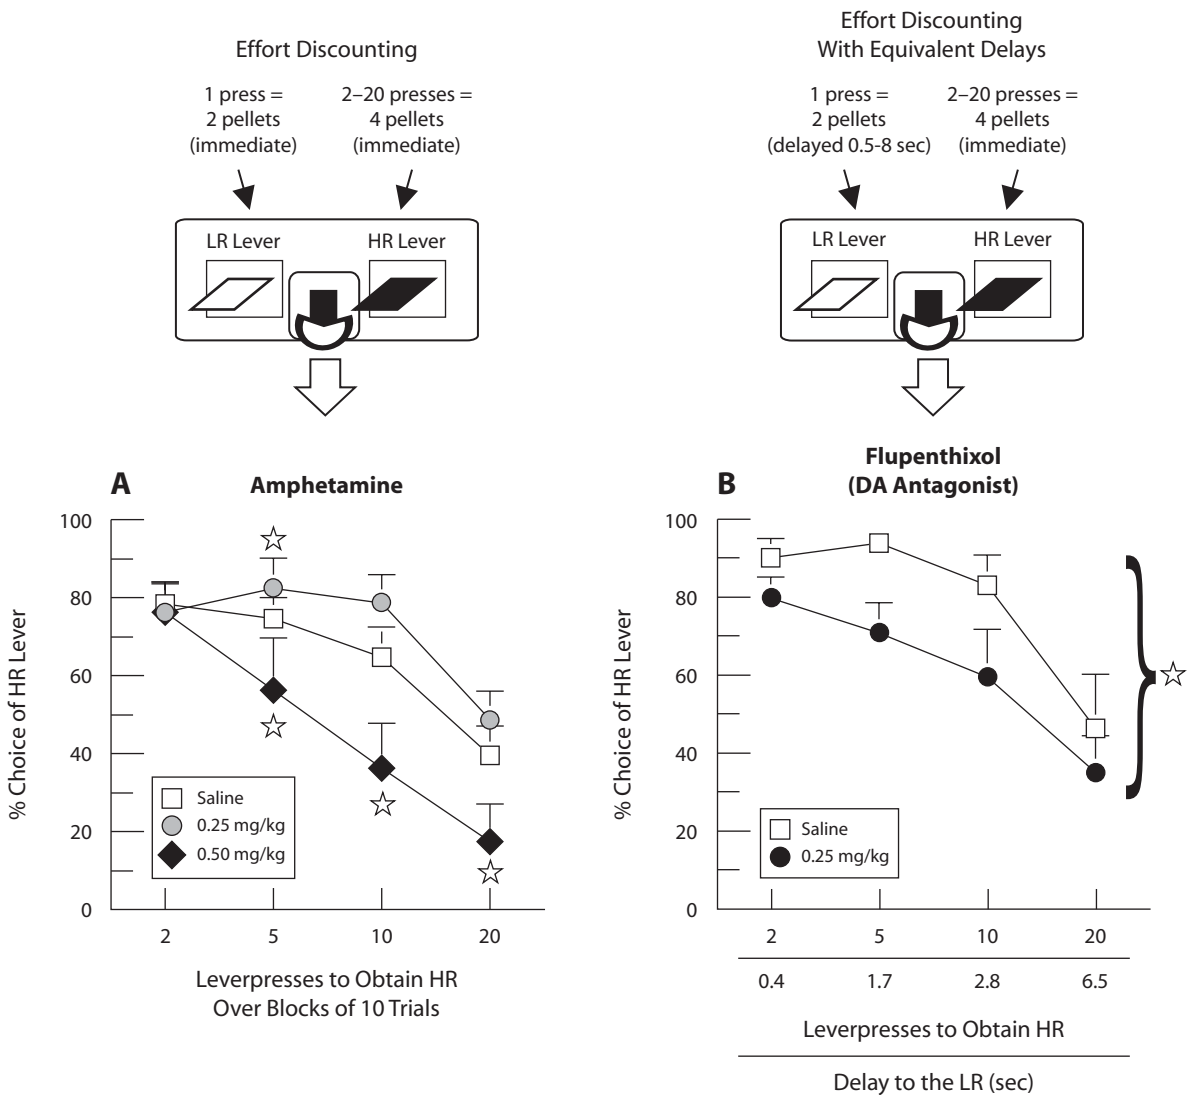 Effort Discounting
1 press =
2 pellets
(immediate)
2–20 presses =
4 pellets
(immediate)
LR Lever
HR Lever
A
Amphetamine
% Choice of HR Lever
100
80
60
40
20
0
Saline
0.25 mg/kg
0.50 mg/kg
2 5 10 20
Leverpresses to Obtain HR
Over Blocks of 10 Trials
Effort Discounting
With Equivalent Delays
1 press =
2 pellets
(delayed 0.5-8 sec)
2–20 presses =
4 pellets
(immediate)
LR Lever
HR Lever
B
Flupenthixol
(DA Antagonist)
% Choice of HR Lever
100
80
60
40
20
0
Saline
0.25 mg/kg
2 5 10 20
0.4 1.7 2.8 6.5
Leverpresses to Obtain HR
Delay to the LR (sec)